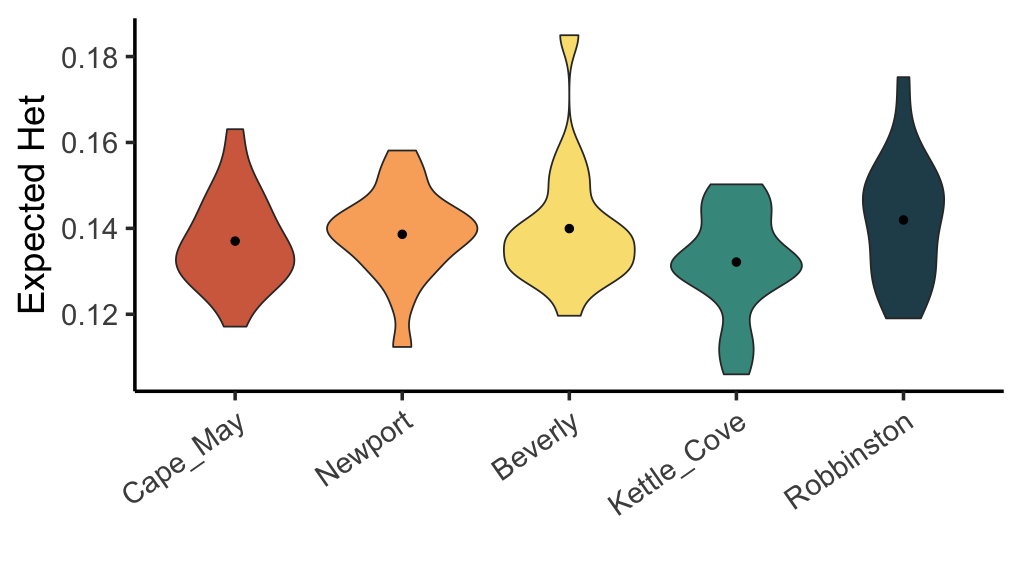 Expected Het
0.18
0.16
0.14
0.12
Cape_May
Newport
Beverly
Kettle_Cove
Robbinston